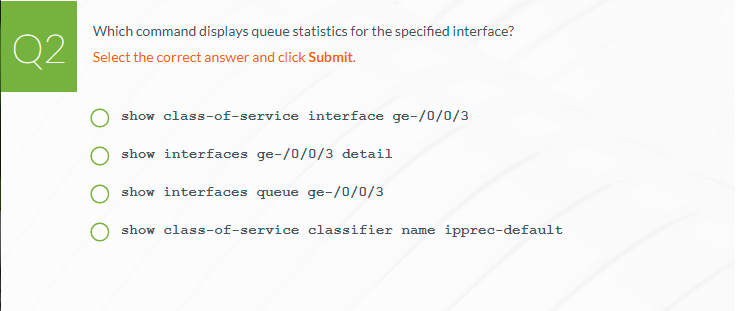 Q2
Which command displays queue statistics for the specified interface?
Select the correct answer and click Submit.
show class-of-service interface ge-/0/0/3
show interfaces ge-/0/0/3 detail
show interfaces queue ge-/0/0/3
show class-of-service classifier name ipprec-default